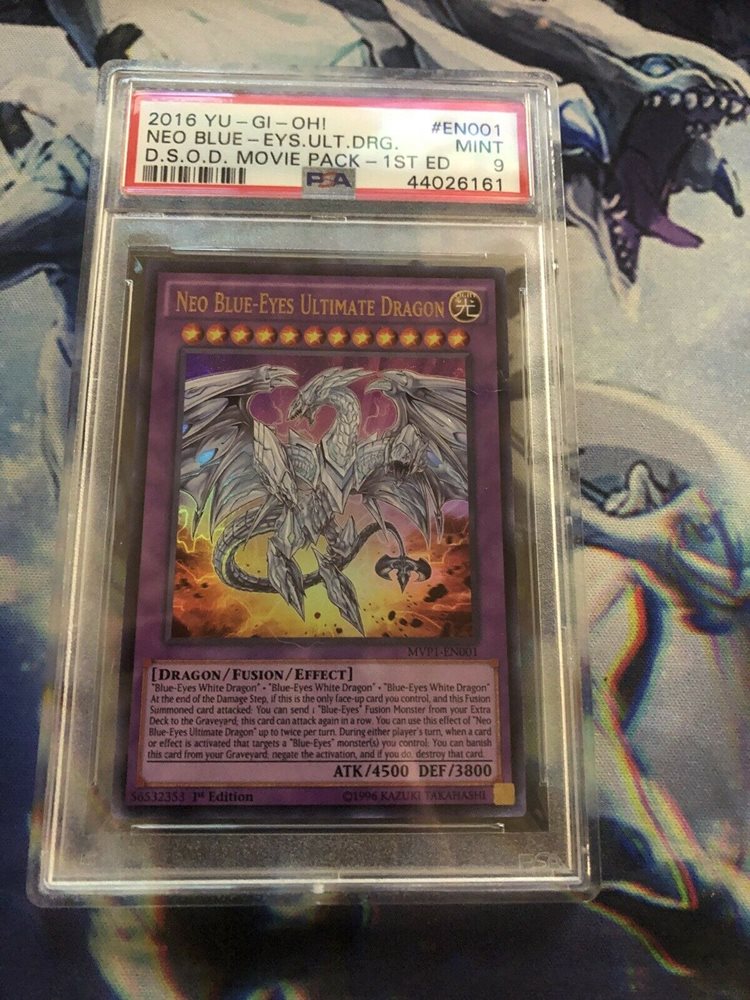 2016 YU-GI-OH! #EN001
NEO BLUE-EYS.ULT.DRG. MINT
D.S.O.D. MOVIE PACK-1ST ED 9
PSA 44026161
NEO BLUE-EYES ULTIMATE DRAGON
LIGHT
光
MVP1-EN001
[DRAGON/FUSION/EFFECT]
"Blue-Eyes White Dragon" + "Blue-Eyes White Dragon" + "Blue-Eyes White Dragon"
At the end of the Damage Step, if this is the only face-up card you control, and this Fusion
Summoned card attacked: You can send 1 "Blue-Eyes" Fusion Monster from your Extra
Deck to the Graveyard; this card can attack again in a row. You can use this effect of "Neo
Blue-Eyes Ultimate Dragon" up to twice per turn. During either player's turn, when a card
or effect is activated that targets a "Blue-Eyes" monster(s) you control: You can banish
this card from your Graveyard; negate the activation, and if you do, destroy that card.
ATK/4500 DEF/3800
56532353 1st Edition ©1996 KAZUKI TAKAHASHI
PSA